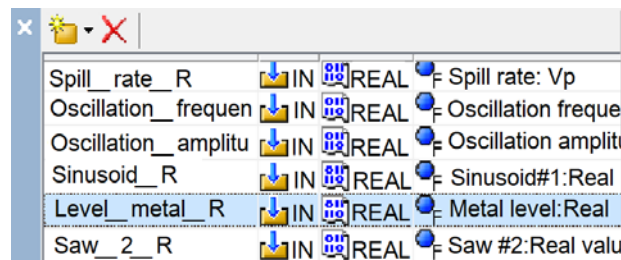 Spill__rate__R IN REAL Spill rate: Vp
Oscillation__frequen IN REAL Oscillation freque
Oscillation__amplitu IN REAL Oscillation amplitu
Sinusoid__R IN REAL Sinusoid#1:Real
Level__metal__R IN REAL Metal level:Real
Saw__2__R IN REAL Saw #2:Real valu